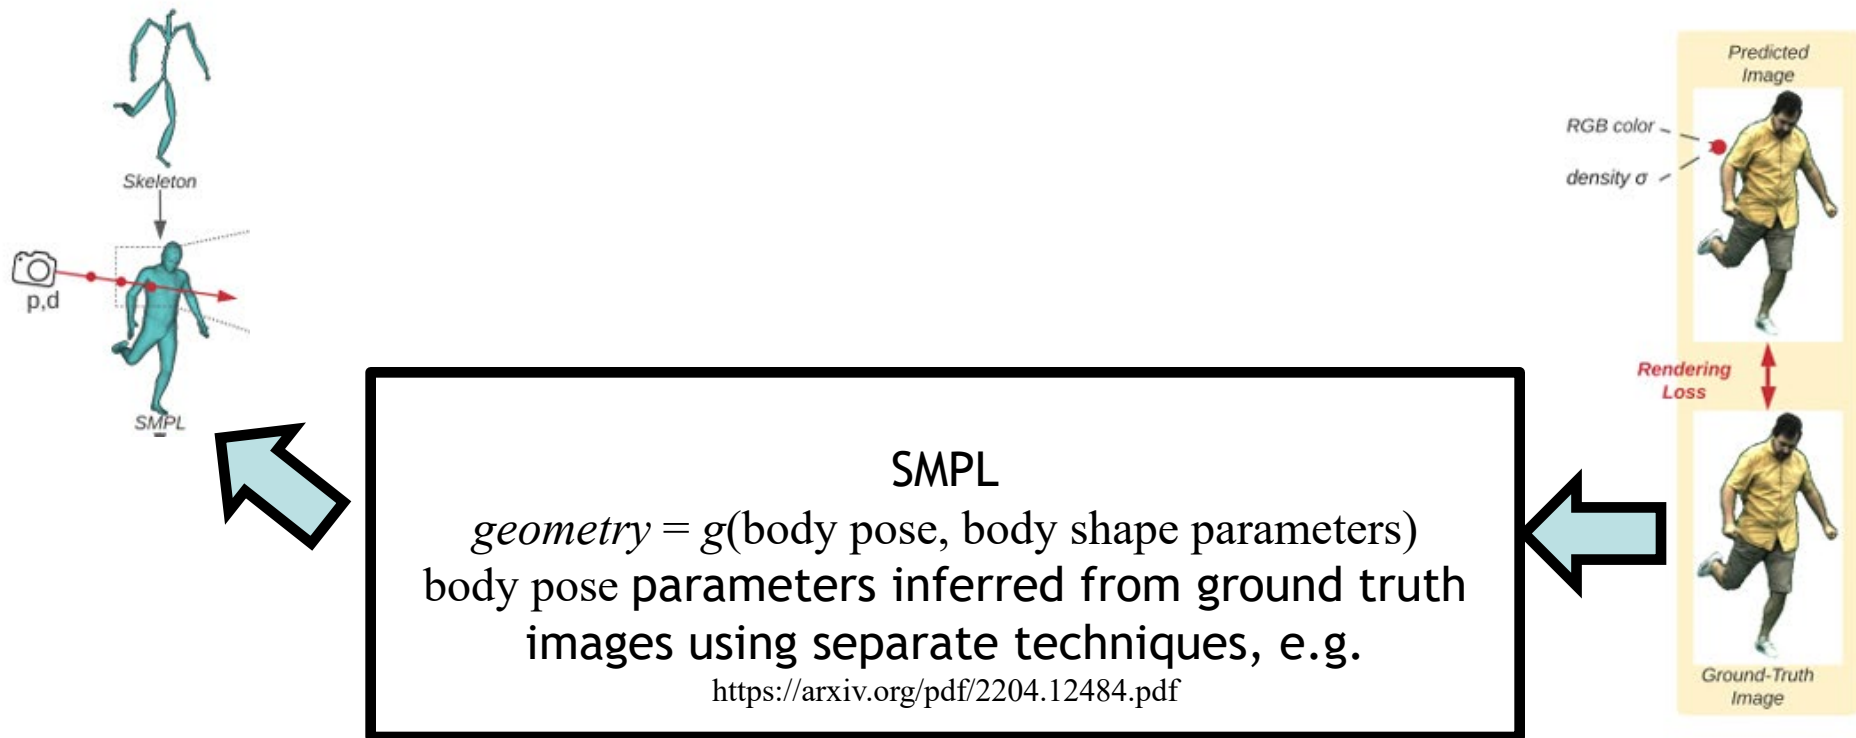 Skeleton
p,d
SMPL
SMPL
geometry = g(body pose, body shape parameters)
body pose parameters inferred from ground truth
images using separate techniques, e.g.
https://arxiv.org/pdf/2204.12484.pdf
Predicted
Image
RGB color
density σ
Rendering
Loss
Ground-Truth
Image